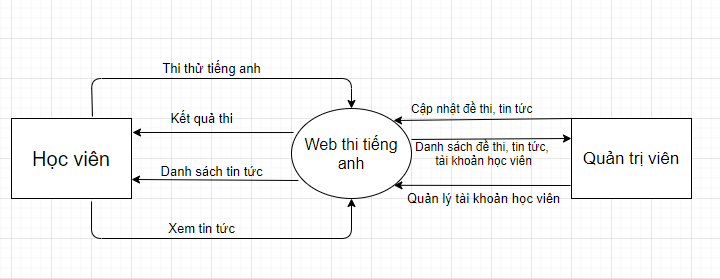 Thi thử tiếng anh
Cập nhật đề thi, tin tức
Kết quả thi
Học viên
Web thi tiếng
anh
Danh sách đề thi, tin tức,
tài khoản học viên
Quản trị viên
Danh sách tin tức
Quản lý tài khoản học viên
Xem tin tức